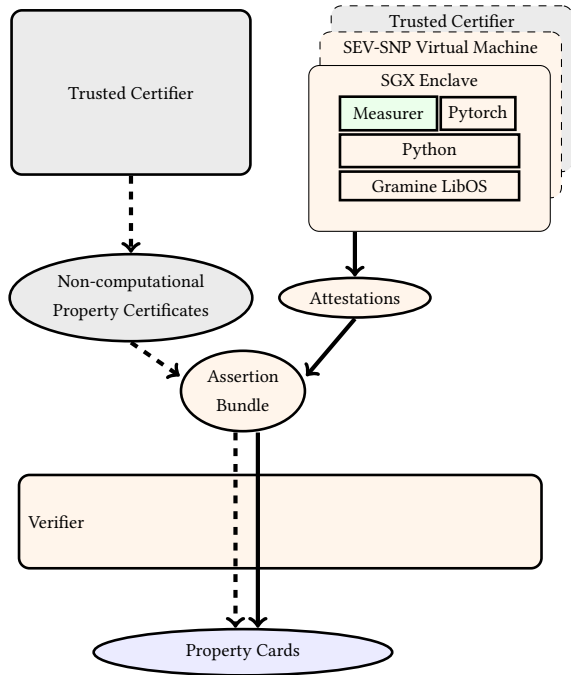 Trusted Certifier
Trusted Certifier
SEV-SNP Virtual Machine
SGX Enclave
Measurer
Pytorch
Python
Gramine LibOS
Non-computational
Property Certificates
Attestations
Assertion
Bundle
Verifier
Property Cards